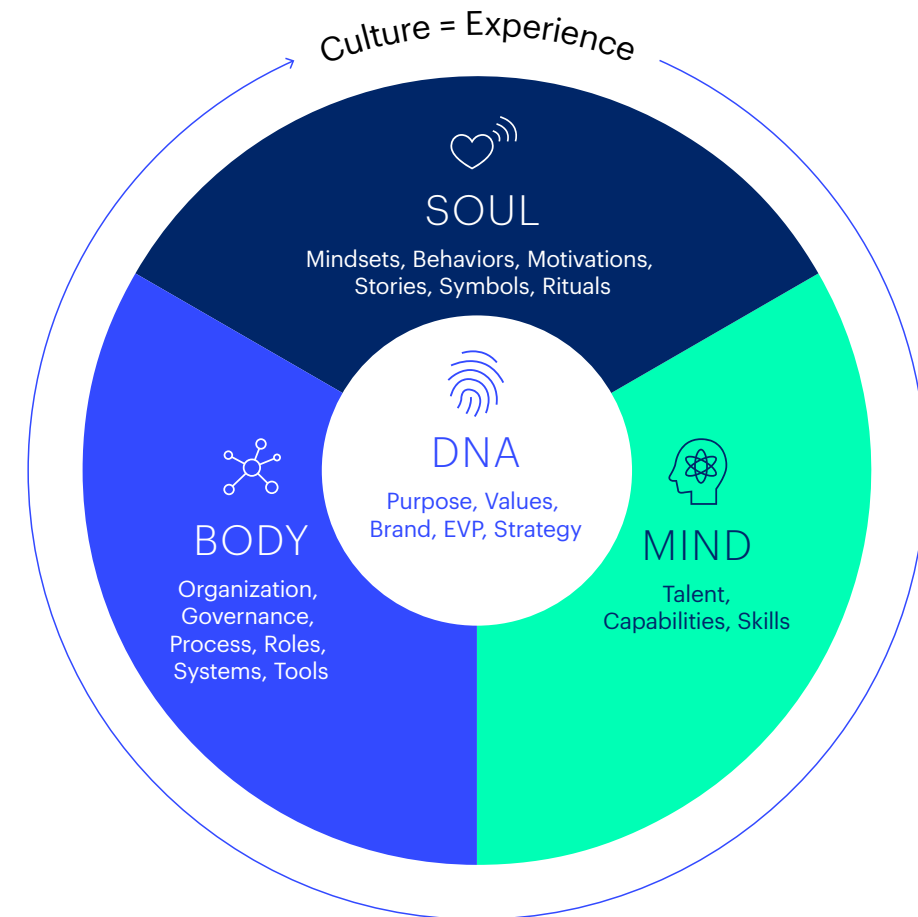 Culture = Experience
SOUL
Mindsets, Behaviors, Motivations,
Stories, Symbols, Rituals
DNA
Purpose, Values,
Brand, EVP, Strategy
BODY
Organization,
Governance,
Process, Roles,
Systems, Tools
MIND
Talent,
Capabilities, Skills